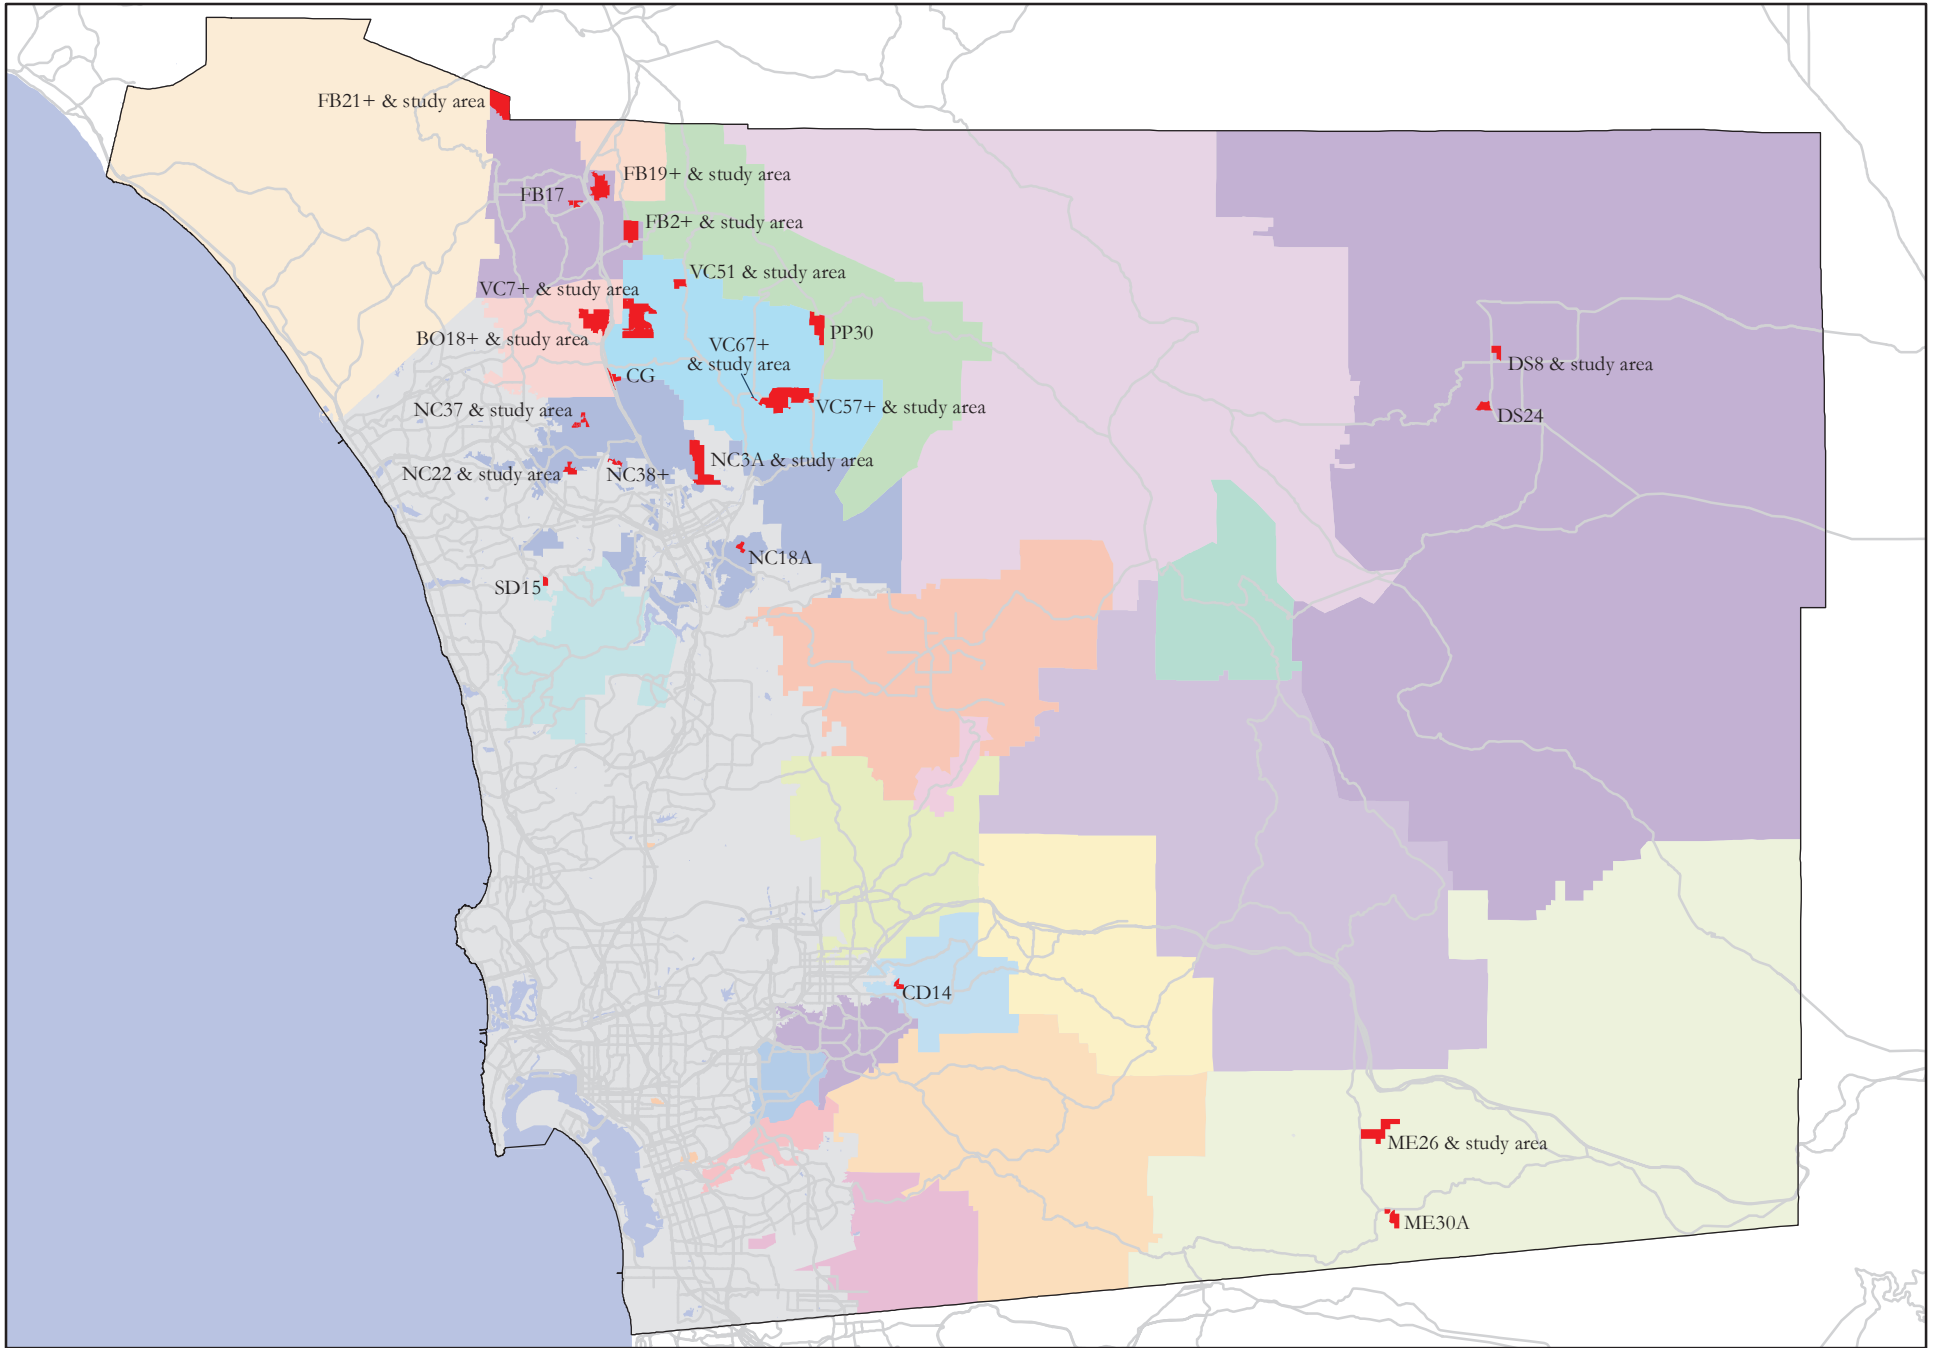 FB21+ & study area
FB19+ & study area
FB17
FB2+ & study area
VC51 & study area
VC7+ & study area
PP30
BO18+ & study area
VC67+
& study area
DS8 & study area
CG
VC57+ & study area
NC37 & study area
DS24
NC3A & study area
NC22 & study area
NC38+
NC18A
SD15
CD14
ME26 & study area
ME30A